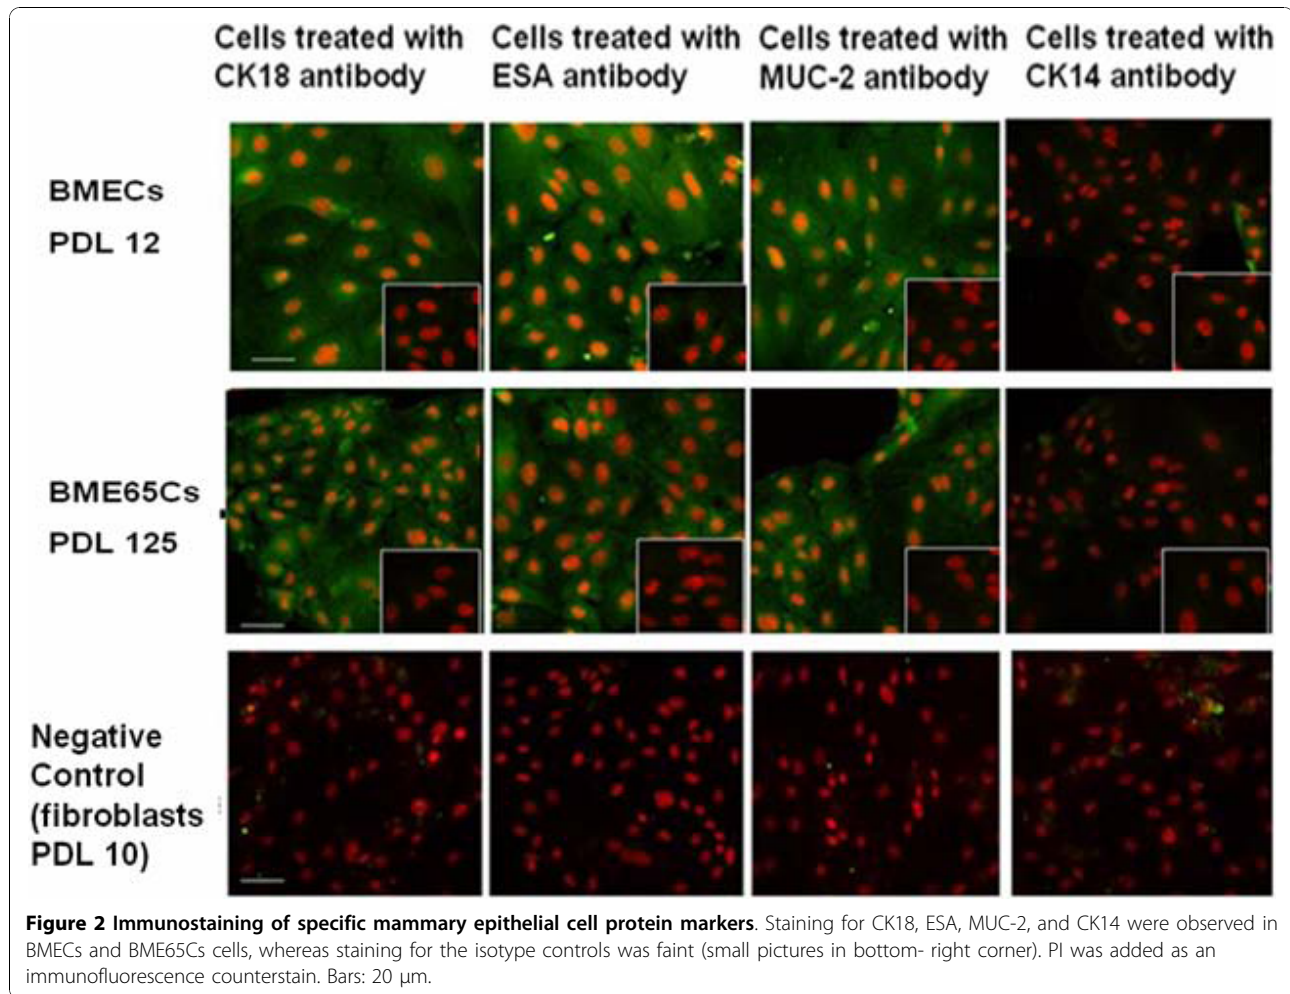 Cells treated with CK18 antibody
Cells treated with ESA antibody
Cells treated with MUC-2 antibody
Cells treated with CK14 antibody
BMECs
PDL 12
BME65Cs
PDL 125
Negative
Control
(fibroblasts
PDL 10)
Figure 2 Immunostaining of specific mammary epithelial cell protein markers. Staining for CK18, ESA, MUC-2, and CK14 were observed in
BMECs and BME65Cs cells, whereas staining for the isotype controls was faint (small pictures in bottom- right corner). PI was added as an
immunofluorescence counterstain. Bars: 20 μm.